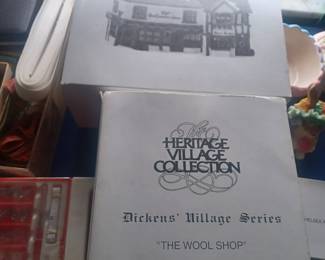 The
HERITAGE
VILLAGE
COLLECTION
Dickens' Village Series
"THE WOOL SHOP"